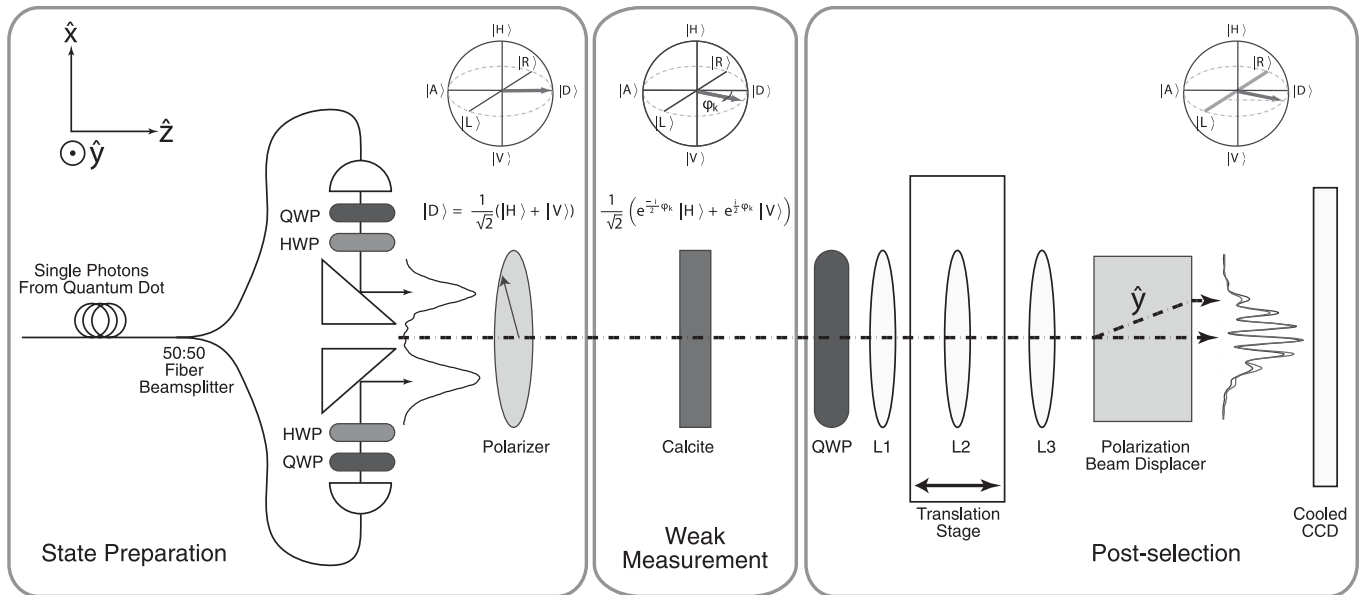 x̂
ẑ
ŷ
Single Photons
From Quantum Dot
50:50
Fiber
Beamsplitter
QWP
HWP
HWP
QWP
|H⟩
|R⟩
|A⟩
|D⟩
|L⟩
|V⟩
|D⟩ = 1/√2 (|H⟩ + |V⟩)
Polarizer
State Preparation
|H⟩
|R⟩
|A⟩
|D⟩
φk
|L⟩
|V⟩
1/√2 (e^(-i/2 φk) |H⟩ + e^(i/2 φk) |V⟩)
Calcite
Weak
Measurement
|H⟩
|R⟩
|A⟩
|D⟩
|L⟩
|V⟩
ŷ
QWP
L1
L2
L3
Polarization
Beam Displacer
Translation
Stage
Cooled
CCD
Post-selection